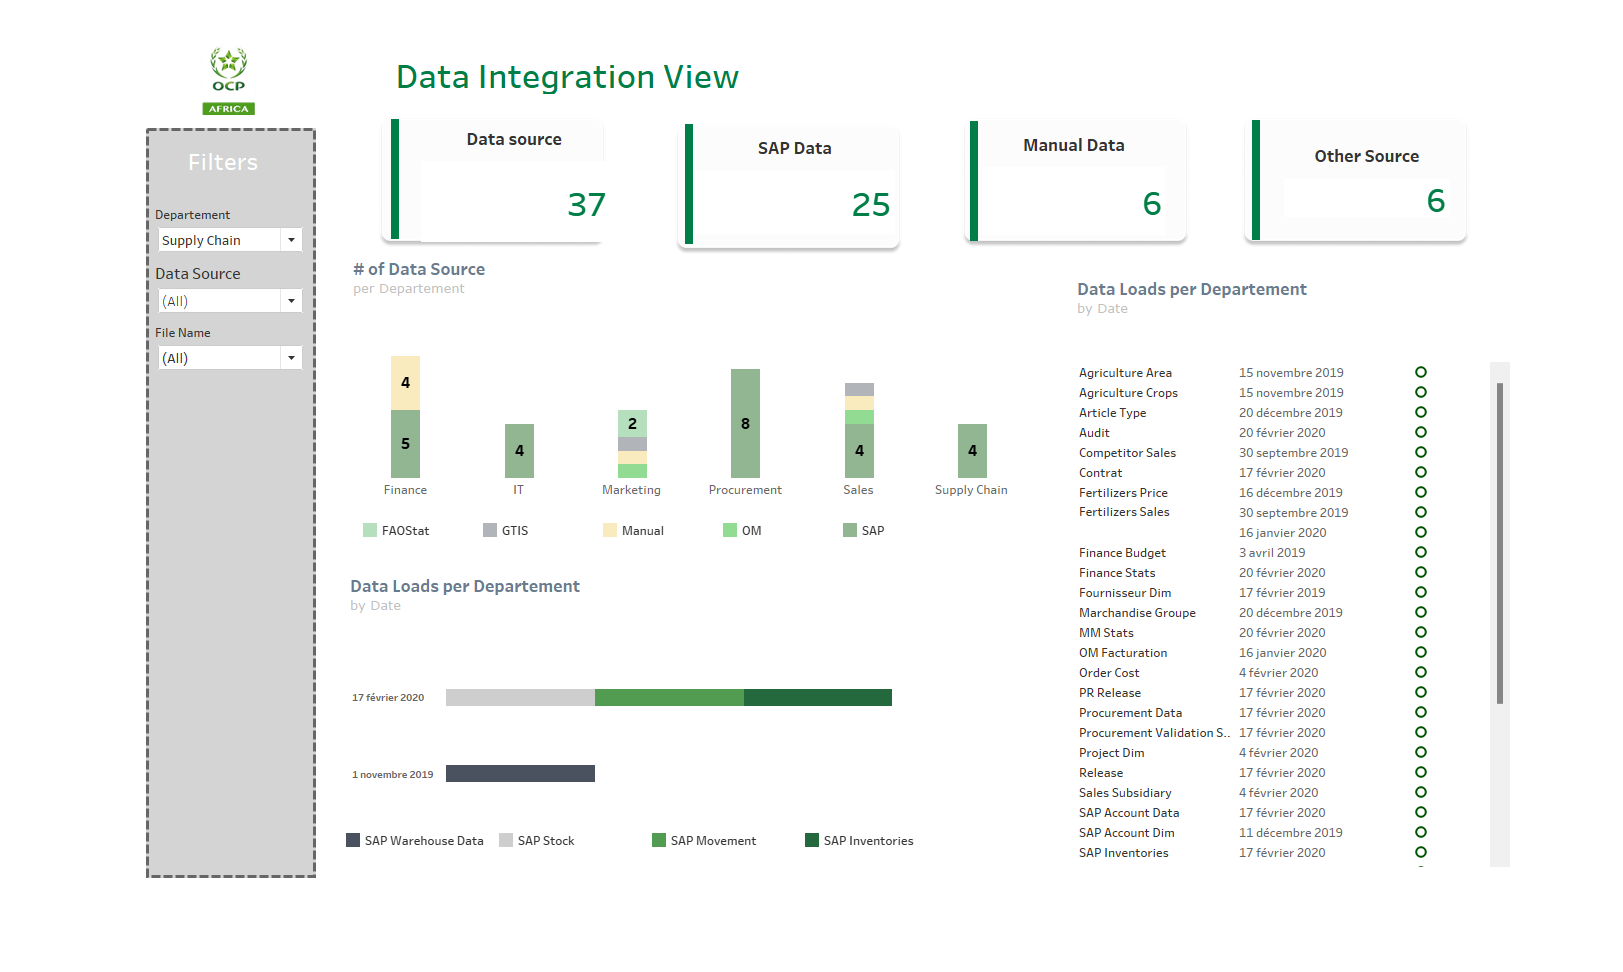 OCP
AFRICA
Data Integration View
Filters
Departement
Supply Chain
Data Source
(All)
File Name
(All)
Data source
37
SAP Data
25
Manual Data
6
Other Source
6
# of Data Source
per Departement
4
5
4
2
8
4
4
Finance
IT
Marketing
Procurement
Sales
Supply Chain
FAOStat
GTIS
Manual
OM
SAP
Data Loads per Departement
by Date
17 février 2020
1 novembre 2019
SAP Warehouse Data
SAP Stock
SAP Movement
SAP Inventories
Data Loads per Departement
by Date
Agriculture Area 15 novembre 2019
Agriculture Crops 15 novembre 2019
Article Type 20 décembre 2019
Audit 20 février 2020
Competitor Sales 30 septembre 2019
Contrat 17 février 2020
Fertilizers Price 16 décembre 2019
Fertilizers Sales 30 septembre 2019
16 janvier 2020
Finance Budget 3 avril 2019
Finance Stats 20 février 2020
Fournisseur Dim 17 février 2019
Marchandise Groupe 20 décembre 2019
MM Stats 20 février 2020
OM Facturation 16 janvier 2020
Order Cost 4 février 2020
PR Release 17 février 2020
Procurement Data 17 février 2020
Procurement Validation S.. 17 février 2020
Project Dim 4 février 2020
Release 17 février 2020
Sales Subsidiary 4 février 2020
SAP Account Data 17 février 2020
SAP Account Dim 11 décembre 2019
SAP Inventories 17 février 2020